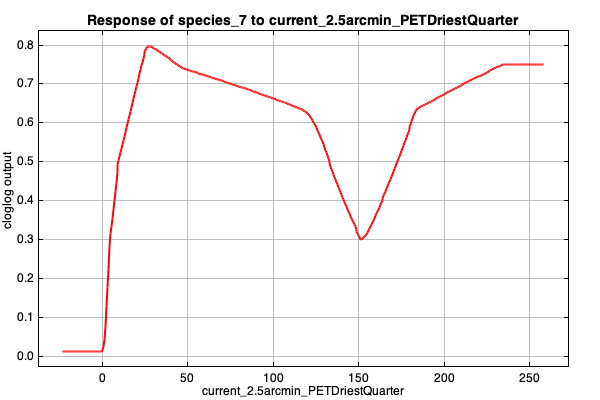 Response of species_7 to current_2.5arcmin_PETDriestQuarter
cloglog output
0.8
0.7
0.6
0.5
0.4
0.3
0.2
0.1
0.0
0 50 100 150 200 250
current_2.5arcmin_PETDriestQuarter